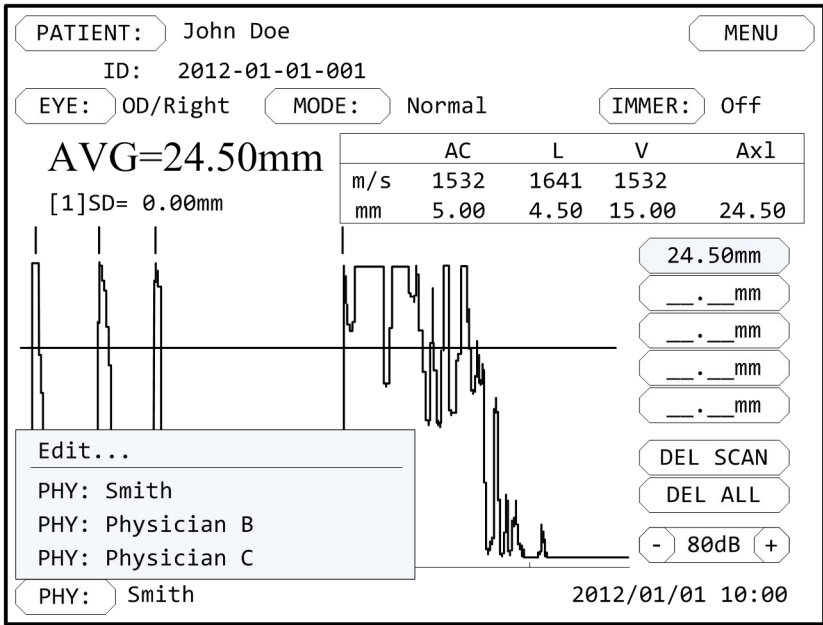 PATIENT: John Doe MENU
ID: 2012-01-01-001
EYE: OD/Right MODE: Normal IMMER: Off
AVG=24.50mm
[1]SD= 0.00mm
AC L V Axl
m/s 1532 1641 1532
mm 5.00 4.50 15.00 24.50
24.50mm
__.__mm
__.__mm
__.__mm
__.__mm
DEL SCAN
DEL ALL
- 80dB +
Edit...
PHY: Smith
PHY: Physician B
PHY: Physician C
PHY: Smith 2012/01/01 10:00